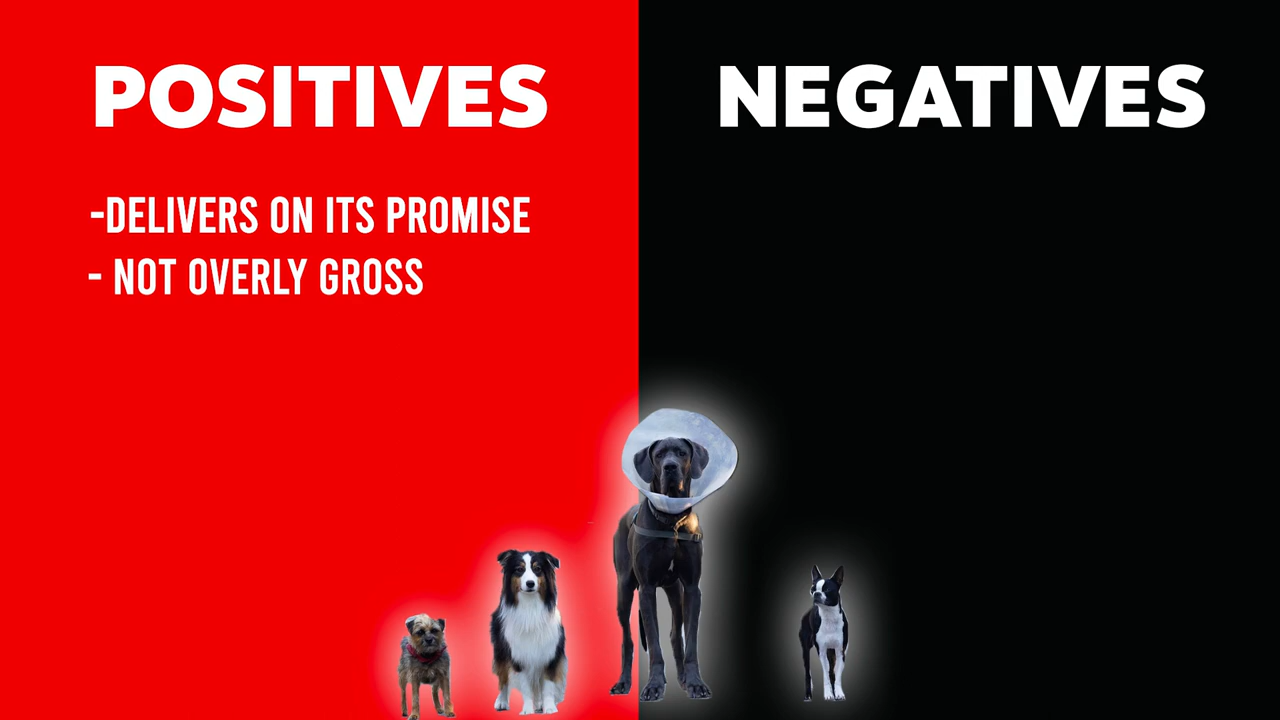 POSITIVES
-DELIVERS ON ITS PROMISE
- NOT OVERLY GROSS
NEGATIVES